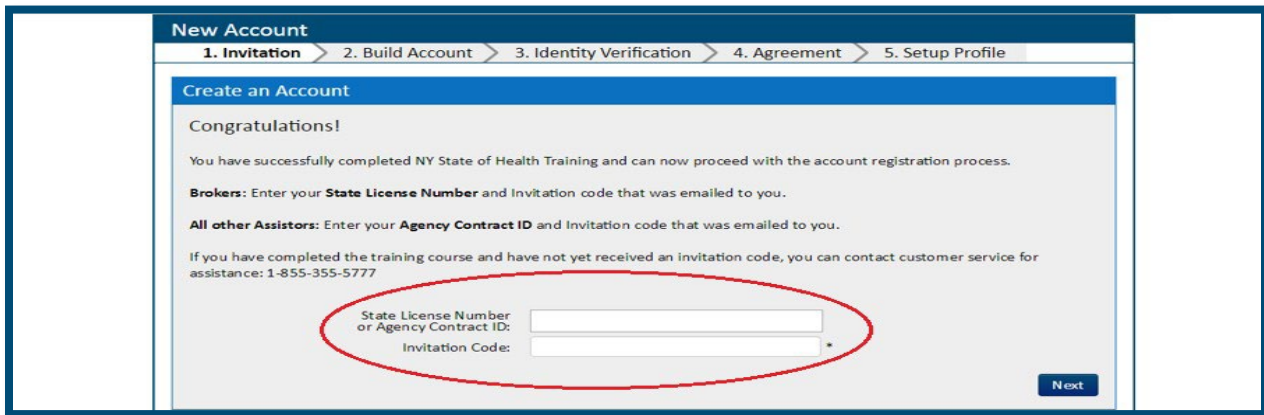 New Account
1. Invitation 2. Build Account 3. Identity Verification 4. Agreement 5. Setup Profile
Create an Account
Congratulations!
You have successfully completed NY State of Health Training and can now proceed with the account registration process.
Brokers: Enter your State License Number and Invitation code that was emailed to you.
All other Assistors: Enter your Agency Contract ID and Invitation code that was emailed to you.
If you have completed the training course and have not yet received an invitation code, you can contact customer service for
assistance: 1-855-355-5777
State License Number
or Agency Contract ID:
Invitation Code: *
Next